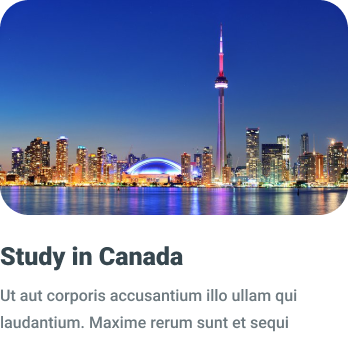 Study in Canada
Ut aut corporis accusantium illo ullam qui
laudantium. Maxime rerum sunt et sequi